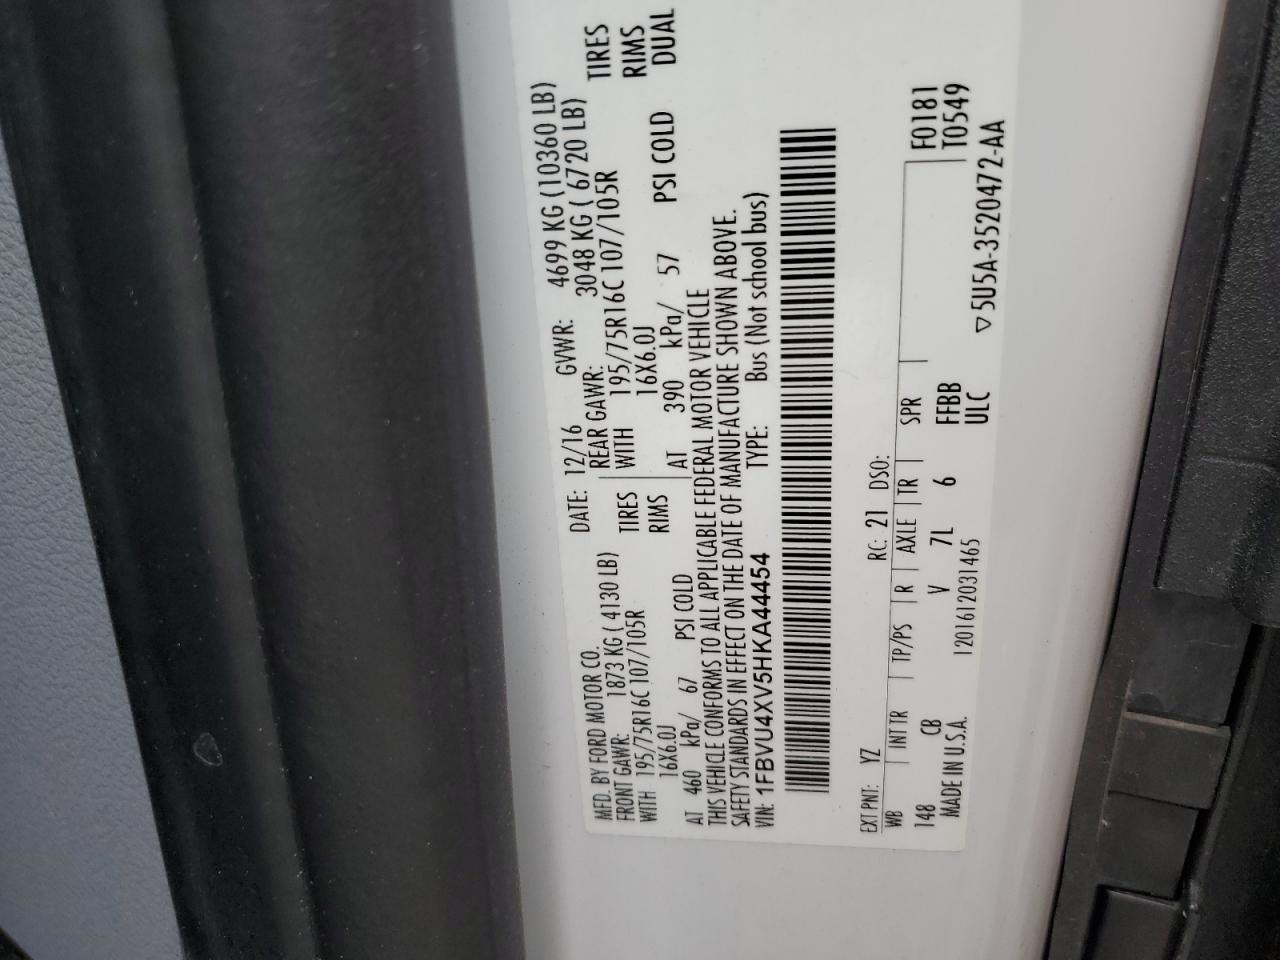 MFD. BY FORD MOTOR CO. DATE: 12/16 GVWR: 4699 KG (10360 LB)
FRONT GAWR: 1873 KG ( 4130 LB) REAR GAWR: 3048 KG ( 6720 LB)
WITH 195/75R16C 107/105R TIRES WITH 195/75R16C 107/105R TIRES
16X6.0J RIMS 16X6.0J RIMS
AT 460 kPa/ 67 PSI COLD AT 390 kPa/ 57 PSI COLD DUAL
THIS VEHICLE CONFORMS TO ALL APPLICABLE FEDERAL MOTOR VEHICLE
SAFETY STANDARDS IN EFFECT ON THE DATE OF MANUFACTURE SHOWN ABOVE.
VIN: 1FBVU4XV5HKA44454 TYPE: Bus (Not school bus)
EXT PNT: YZ RC: 21 DSO:
WB INT TR TP/PS R AXLE TR SPR F0181
148 CB V 7L 6 FFBB T0549
MADE IN U.S.A. 1201612031465 ULC
▽5U5A-3520472-AA